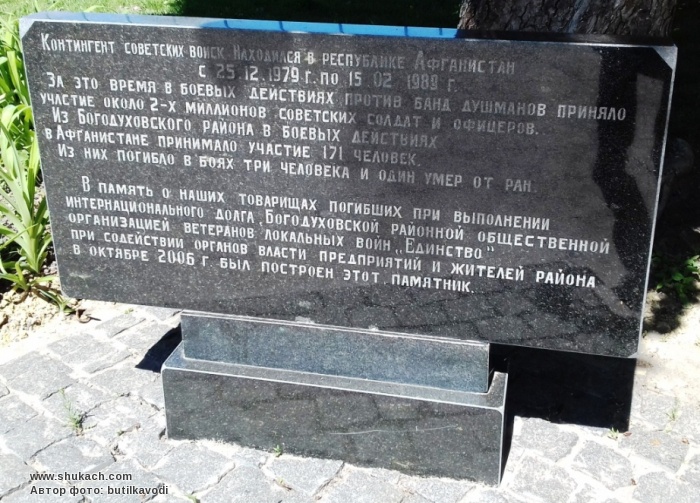 Контингент советских войск находился в республике Афганистан
с 25.12.1979 г. по 15 02 1989 г.
За это время в боевых действиях против банд душманов приняло
участие около 2-х миллионов советских солдат и офицеров.
Из Богодуховского района в боевых действиях
в Афганистане принимало участие 171 человек.
Из них погибло в боях три человека и один умер от ран.
В память о наших товарищах погибших при выполнении
интернационального долга, Богодуховской районной общественной
организацией ветеранов локальных войн „Единство"
при содействии органов власти предприятий и жителей района
в октябре 2006 г. был построен этот памятник.
www.shukach.com
Автор фото: butilkavodi